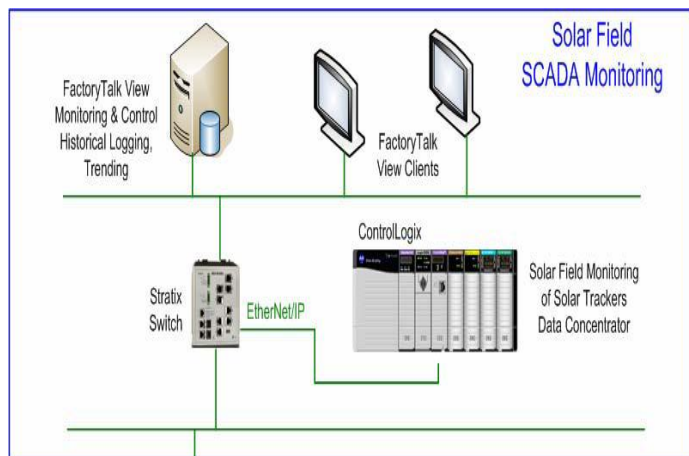 Solar Field
SCADA Monitoring
FactoryTalk View
Monitoring & Control
Historical Logging,
Trending
FactoryTalk
View Clients
ControlLogix
Stratix
Switch
EtherNet/IP
Solar Field Monitoring
of Solar Trackers
Data Concentrator